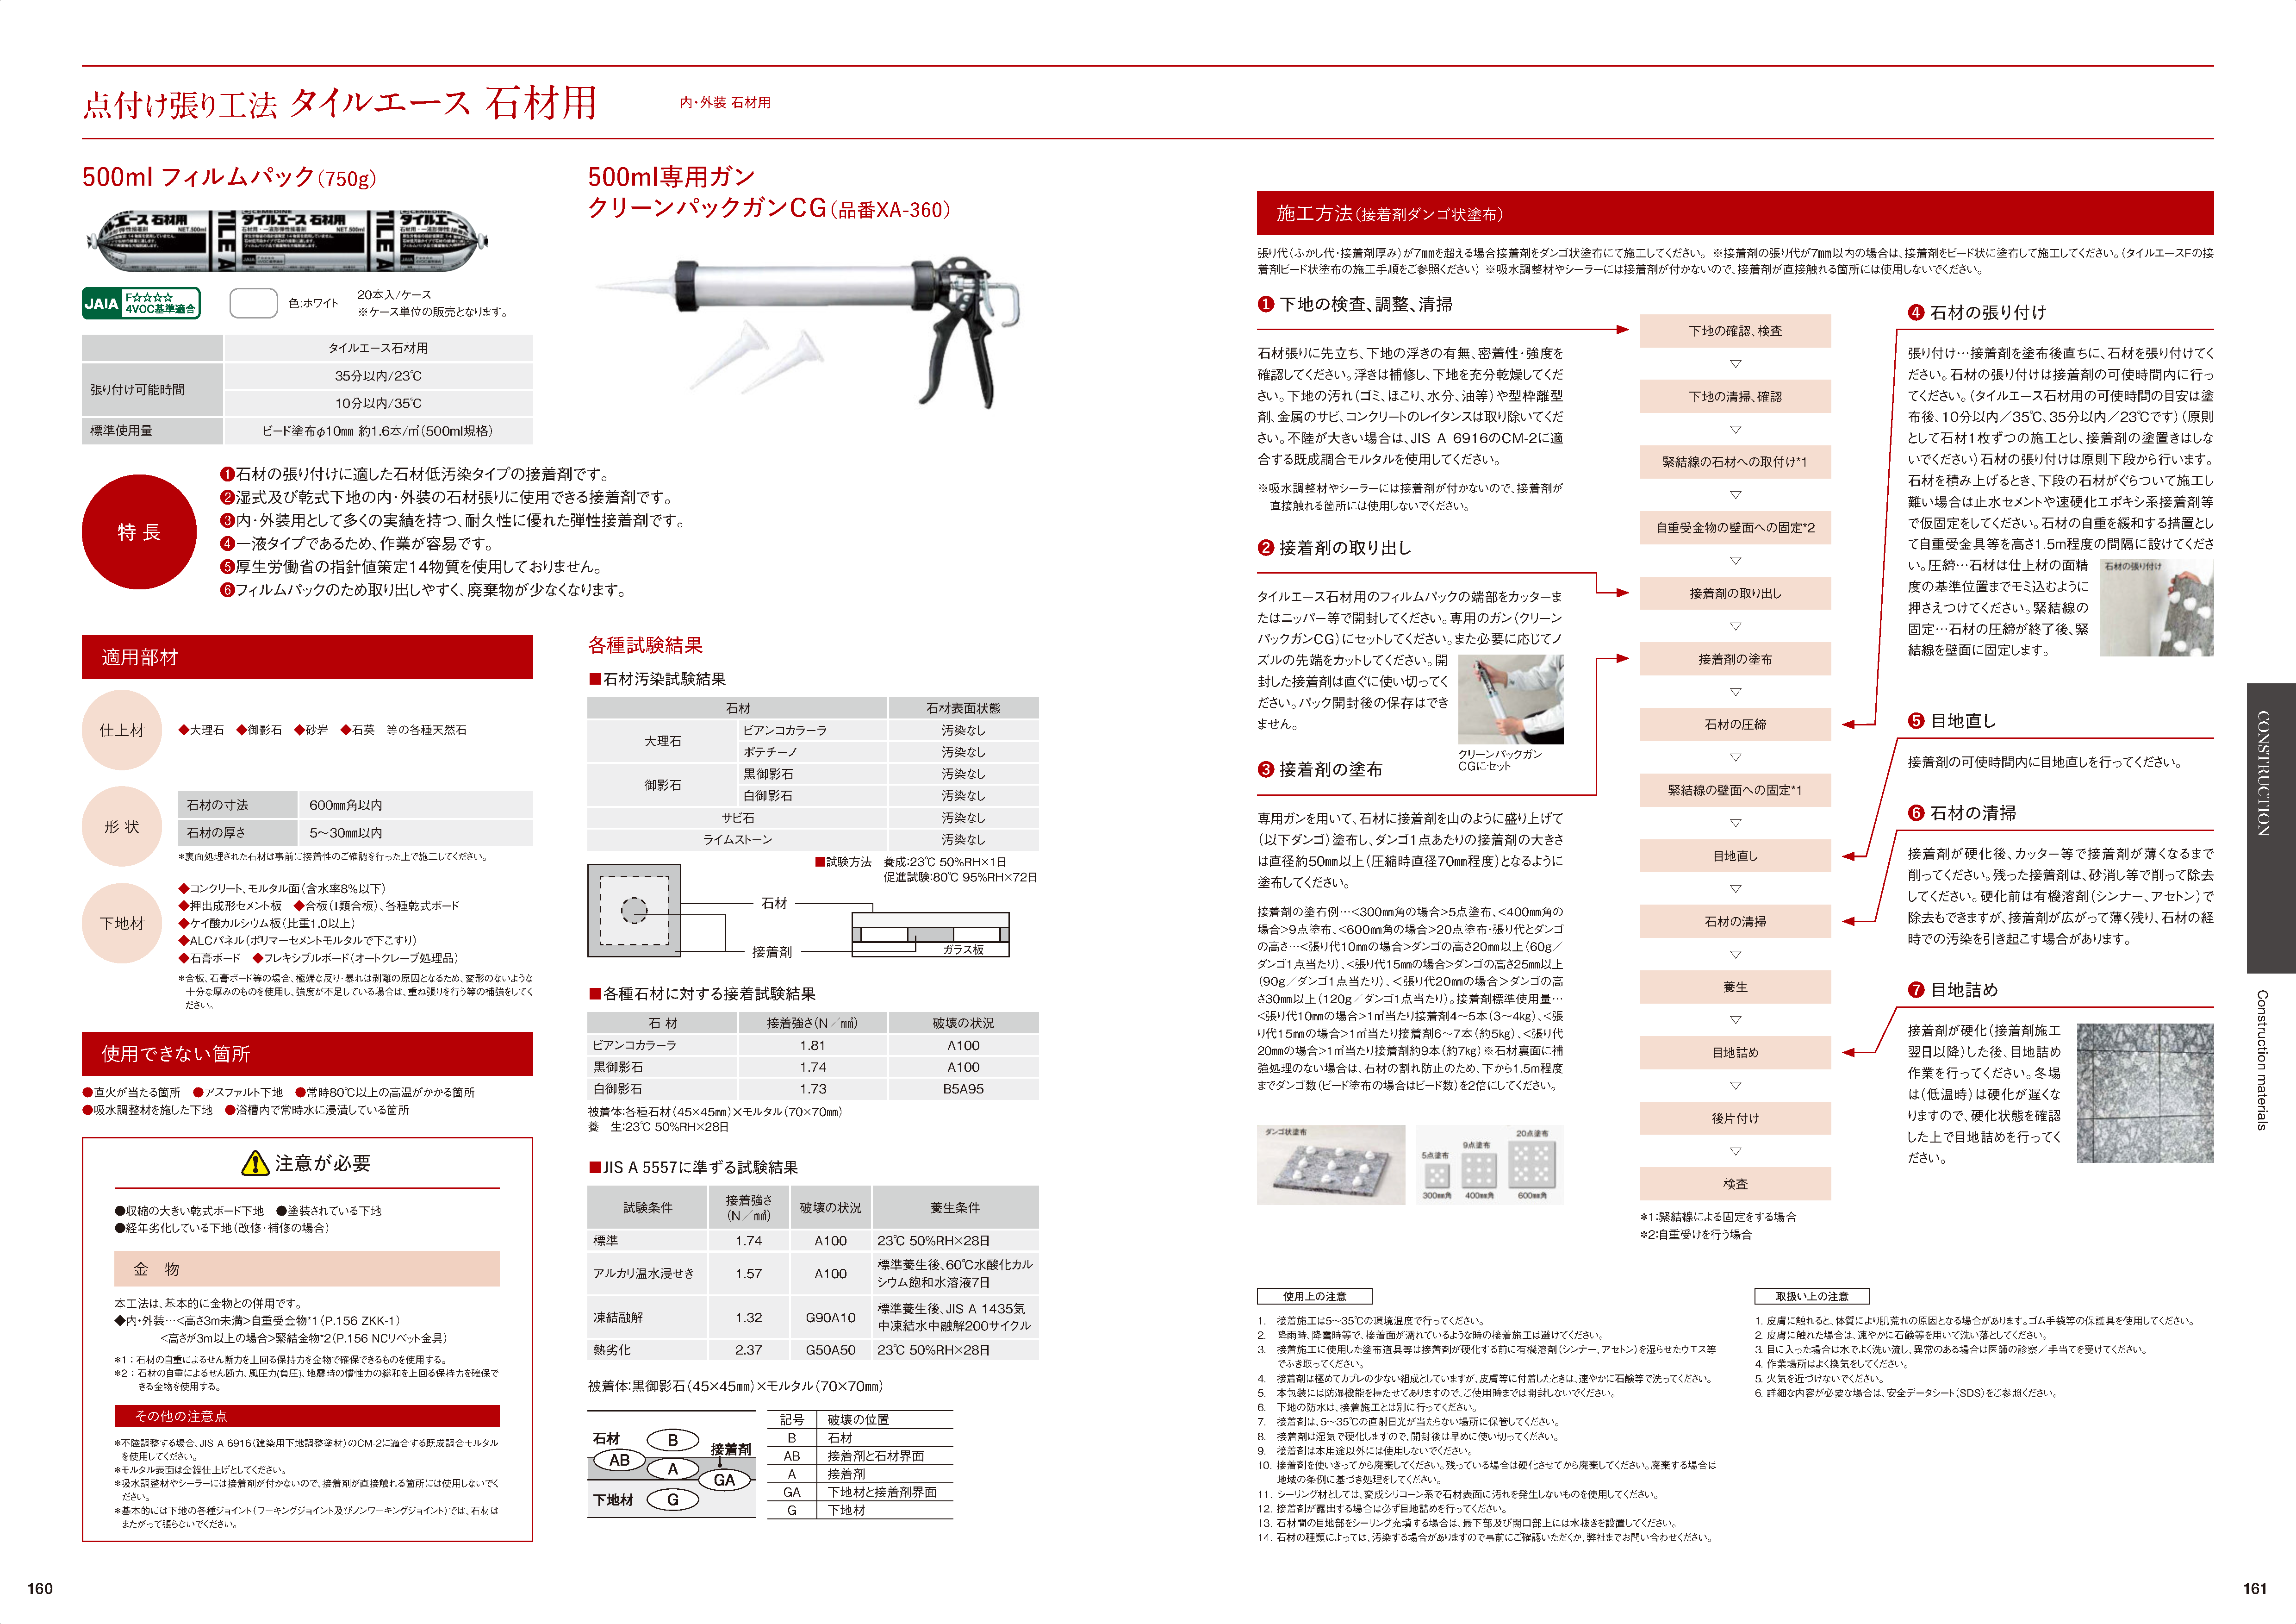 点付け張り工法 タイルエース 石材用
内・外装 石材用
500ml フィルムパック（750g）
エース 石材用
タイルエース 石材用
タイルエー
JAIA F☆☆☆☆
4VOC基準適合
色：ホワイト
20本入/ケース
※ケース単位の販売となります。
タイルエース石材用
張り付け可能時間
35分以内/23℃
10分以内/35℃
標準使用量
ビード塗布φ10㎜ 約1.6本/㎡（500ml規格）
500ml専用ガン
クリーンパックガンCG（品番XA-360）
特 長
❶石材の張り付けに適した石材低汚染タイプの接着剤です。
❷湿式及び乾式下地の内・外装の石材張りに使用できる接着剤です。
❸内・外装用として多くの実績を持つ、耐久性に優れた弾性接着剤です。
❹一液タイプであるため、作業が容易です。
❺厚生労働省の指針値策定14物質を使用しておりません。
❻フィルムパックのため取り出しやすく、廃棄物が少なくなります。
適用部材
仕上材
◆大理石　◆御影石　◆砂岩　◆石英　等の各種天然石
形 状
石材の寸法　600㎜角以内
石材の厚さ　5〜30㎜以内
＊裏面処理された石材は事前に接着性のご確認を行った上で施工してください。
下地材
◆コンクリート、モルタル面（含水率8%以下）
◆押出成形セメント板　◆合板（Ⅰ類合板）、各種乾式ボード
◆ケイ酸カルシウム板（比重1.0以上）
◆ALCパネル（ポリマーセメントモルタルで下こすり）
◆石膏ボード　◆フレキシブルボード（オートクレーブ処理品）
＊合板、石膏ボード等の場合、極端な反り・暴れは剥離の原因となるため、変形のないような
十分な厚みのものを使用し、強度が不足している場合は、重ね張りを行う等の補強をしてく
ださい。
使用できない箇所
●直火が当たる箇所　●アスファルト下地　●常時80℃以上の高温がかかる箇所
●吸水調整材を施した下地　●浴槽内で常時水に浸漬している箇所
注意が必要
●収縮の大きい乾式ボード下地　●塗装されている下地
●経年劣化している下地（改修・補修の場合）
金　物
本工法は、基本的に金物との併用です。
◆内・外装…<高さ3m未満>自重受金物*1（P.156 ZKK-1）
<高さが3m以上の場合>緊結金物*2（P.156 NCリベット金具）
＊1：石材の自重によるせん断力を上回る保持力を金物で確保できるものを使用する。
＊2：石材の自重によるせん断力、風圧力(負圧)、地震時の慣性力の総和を上回る保持力を確保で
きる金物を使用する。
その他の注意点
＊不陸調整する場合、JIS A 6916（建築用下地調整塗材）のCM-2に適合する既成調合モルタル
を使用してください。
＊モルタル表面は金鏝仕上げとしてください。
＊吸水調整材やシーラーには接着剤が付かないので、接着剤が直接触れる箇所には使用しないでく
ださい。
＊基本的には下地の各種ジョイント（ワーキングジョイント及びノンワーキングジョイント）では、石材は
またがって張らないでください。
各種試験結果
■石材汚染試験結果
石材　石材表面状態
大理石　ビアンコカラーラ　汚染なし
ボテチーノ　汚染なし
御影石　黒御影石　汚染なし
白御影石　汚染なし
サビ石　汚染なし
ライムストーン　汚染なし
■試験方法　養成：23℃ 50%RH×1日
促進試験：80℃ 95%RH×72日
石材
接着剤
ガラス板
■各種石材に対する接着試験結果
石 材　接着強さ（N／㎟）　破壊の状況
ビアンコカラーラ　1.81　A100
黒御影石　1.74　A100
白御影石　1.73　B5A95
被着体：各種石材（45×45㎜）×モルタル（70×70㎜）
養　生：23℃ 50%RH×28日
■JIS A 5557に準ずる試験結果
試験条件　接着強さ（N／㎟）　破壊の状況　養生条件
標準　1.74　A100　23℃ 50%RH×28日
アルカリ温水浸せき　1.57　A100　標準養生後、60℃水酸化カル
シウム飽和水溶液7日
凍結融解　1.32　G90A10　標準養生後、JIS A 1435気
中凍結水中融解200サイクル
熱劣化　2.37　G50A50　23℃ 50%RH×28日
被着体：黒御影石（45×45㎜）×モルタル（70×70㎜）
石材　B
AB　接着剤
A　GA
下地材　G
記号　破壊の位置
B　石材
AB　接着剤と石材界面
A　接着剤
GA　下地材と接着剤界面
G　下地材
160
施工方法（接着剤ダンゴ状塗布）
張り代（ふかし代・接着剤厚み）が7㎜を超える場合接着剤をダンゴ状塗布にて施工してください。 ※接着剤の張り代が7㎜以内の場合は、接着剤をビード状に塗布して施工してください。（タイルエースFの接
着剤ビード状塗布の施工手順をご参照ください） ※吸水調整材やシーラーには接着剤が付かないので、接着剤が直接触れる箇所には使用しないでください。
❶ 下地の検査、調整、清掃
石材張りに先立ち、下地の浮きの有無、密着性・強度を
確認してください。浮きは補修し、下地を充分乾燥してくだ
さい。下地の汚れ（ゴミ、ほこり、水分、油等）や型枠離型
剤、金属のサビ、コンクリートのレイタンスは取り除いてくだ
さい。不陸が大きい場合は、JIS A 6916のCM-2に適
合する既成調合モルタルを使用してください。
※吸水調整材やシーラーには接着剤が付かないので、接着剤が
直接触れる箇所には使用しないでください。
❷ 接着剤の取り出し
タイルエース石材用のフィルムパックの端部をカッターま
たはニッパー等で開封してください。専用のガン（クリーン
パックガンCG）にセットしてください。また必要に応じてノ
ズルの先端をカットしてください。開
封した接着剤は直ぐに使い切ってく
ださい。パック開封後の保存はでき
ません。
クリーンパックガン
CGにセット
❸ 接着剤の塗布
専用ガンを用いて、石材に接着剤を山のように盛り上げて
（以下ダンゴ）塗布し、ダンゴ1点あたりの接着剤の大きさ
は直径約50㎜以上（圧縮時直径70㎜程度）となるように
塗布してください。
接着剤の塗布例…<300㎜角の場合>5点塗布、<400㎜角の
場合>9点塗布、<600㎜角の場合>20点塗布・張り代とダンゴ
の高さ…<張り代10㎜の場合>ダンゴの高さ20㎜以上（60g／
ダンゴ1点当たり）、<張り代15㎜の場合>ダンゴの高さ25㎜以上
（90g／ダンゴ1点当たり）、<張り代20㎜の場合>ダンゴの高
さ30㎜以上（120g／ダンゴ1点当たり）。接着剤標準使用量…
<張り代10㎜の場合>1㎡当たり接着剤4〜5本（3〜4kg）、<張
り代15㎜の場合>1㎡当たり接着剤6〜7本（約5kg）、<張り代
20㎜の場合>1㎡当たり接着剤約9本（約7kg）※石材裏面に補
強処理のない場合は、石材の割れ防止のため、下から1.5m程度
までダンゴ数（ビード塗布の場合はビード数）を2倍にしてください。
ダンゴ状塗布
5点塗布　9点塗布　20点塗布
300㎜角　400㎜角　600㎜角
下地の確認、検査
▽
下地の清掃、確認
▽
緊結線の石材への取付け*1
▽
自重受金物の壁面への固定*2
▽
接着剤の取り出し
▽
接着剤の塗布
▽
石材の圧締
▽
緊結線の壁面への固定*1
▽
目地直し
▽
石材の清掃
▽
養生
▽
目地詰め
▽
後片付け
▽
検査
＊1：緊結線による固定をする場合
＊2：自重受けを行う場合
❹ 石材の張り付け
張り付け…接着剤を塗布後直ちに、石材を張り付けてく
ださい。石材の張り付けは接着剤の可使時間内に行っ
てください。（タイルエース石材用の可使時間の目安は塗
布後、10分以内／35℃、35分以内／23℃です）（原則
として石材1枚ずつの施工とし、接着剤の塗置きはしな
いでください）石材の張り付けは原則下段から行います。
石材を積み上げるとき、下段の石材がぐらついて施工し
難い場合は止水セメントや速硬化エポキシ系接着剤等
で仮固定をしてください。石材の自重を緩和する措置とし
て自重受金具等を高さ1.5m程度の間隔に設けてくださ
い。圧締…石材は仕上材の面精
度の基準位置までモミ込むように
押さえつけてください。緊結線の
固定…石材の圧締が終了後、緊
結線を壁面に固定します。
石材の張り付け
❺ 目地直し
接着剤の可使時間内に目地直しを行ってください。
❻ 石材の清掃
接着剤が硬化後、カッター等で接着剤が薄くなるまで
削ってください。残った接着剤は、砂消し等で削って除去
してください。硬化前は有機溶剤（シンナー、アセトン）で
除去もできますが、接着剤が広がって薄く残り、石材の経
時での汚染を引き起こす場合があります。
❼ 目地詰め
接着剤が硬化（接着剤施工
翌日以降）した後、目地詰め
作業を行ってください。冬場
は（低温時）は硬化が遅くな
りますので、硬化状態を確認
した上で目地詰めを行ってく
ださい。
使用上の注意
1.　接着施工は5〜35℃の環境温度で行ってください。
2.　降雨時、降雪時等で、接着面が濡れているような時の接着施工は避けてください。
3.　接着施工に使用した塗布道具等は接着剤が硬化する前に有機溶剤（シンナー、アセトン）を湿らせたウエス等
でふき取ってください。
4.　接着剤は極めてカブレの少ない組成としていますが、皮膚等に付着したときは、速やかに石鹸等で洗ってください。
5.　本包装には防湿機能を持たせてありますので、ご使用時までは開封しないでください。
6.　下地の防水は、接着施工とは別に行ってください。
7.　接着剤は、5〜35℃の直射日光が当たらない場所に保管してください。
8.　接着剤は湿気で硬化しますので、開封後は早めに使い切ってください。
9.　接着剤は本用途以外には使用しないでください。
10. 接着剤を使いきってから廃棄してください。残っている場合は硬化させてから廃棄してください。廃棄する場合は
地域の条例に基づき処理をしてください。
11. シーリング材としては、変成シリコーン系で石材表面に汚れを発生しないものを使用してください。
12. 接着剤が露出する場合は必ず目地詰めを行ってください。
13. 石材間の目地部をシーリング充填する場合は、最下部及び開口部上には水抜きを設置してください。
14. 石材の種類によっては、汚染する場合がありますので事前にご確認いただくか、弊社までお問い合わせください。
取扱い上の注意
1. 皮膚に触れると、体質により肌荒れの原因となる場合があります。ゴム手袋等の保護具を使用してください。
2. 皮膚に触れた場合は、速やかに石鹸等を用いて洗い落としてください。
3. 目に入った場合は水でよく洗い流し、異常のある場合は医師の診察／手当てを受けてください。
4. 作業場所はよく換気をしてください。
5. 火気を近づけないでください。
6. 詳細な内容が必要な場合は、安全データシート（SDS）をご参照ください。
CONSTRUCTION
Construction materials
161